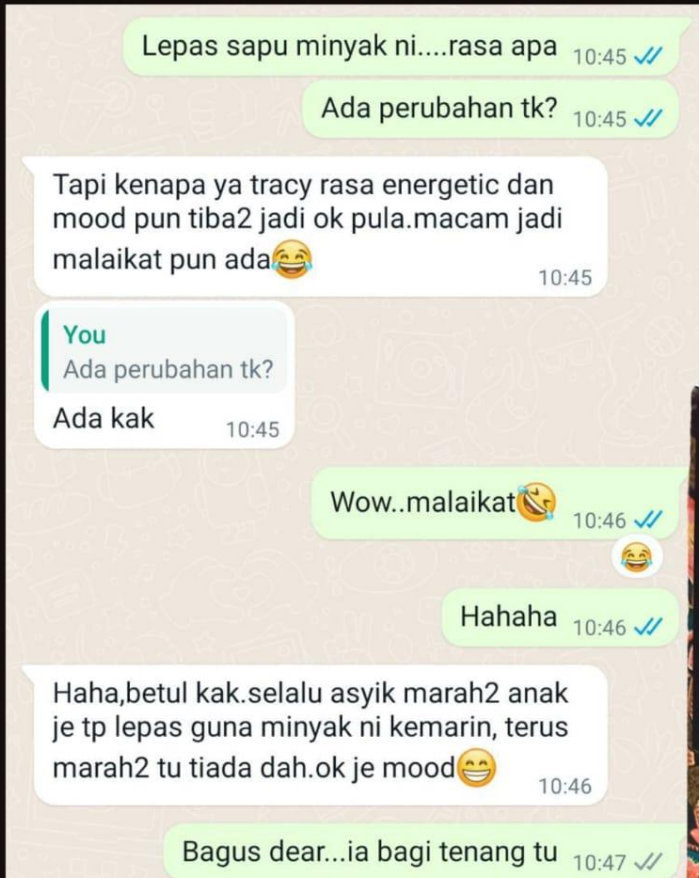 Lepas sapu minyak ni....rasa apa 10:45
Ada perubahan tk? 10:45
Tapi kenapa ya tracy rasa energetic dan
mood pun tiba2 jadi ok pula.macam jadi
malaikat pun ada😂
10:45
You
Ada perubahan tk?
Ada kak 10:45
Wow..malaikat🤣 10:46
😂
Hahaha 10:46
Haha,betul kak.selalu asyik marah2 anak
je tp lepas guna minyak ni kemarin, terus
marah2 tu tiada dah.ok je mood😁
10:46
Bagus dear...ia bagi tenang tu 10:47